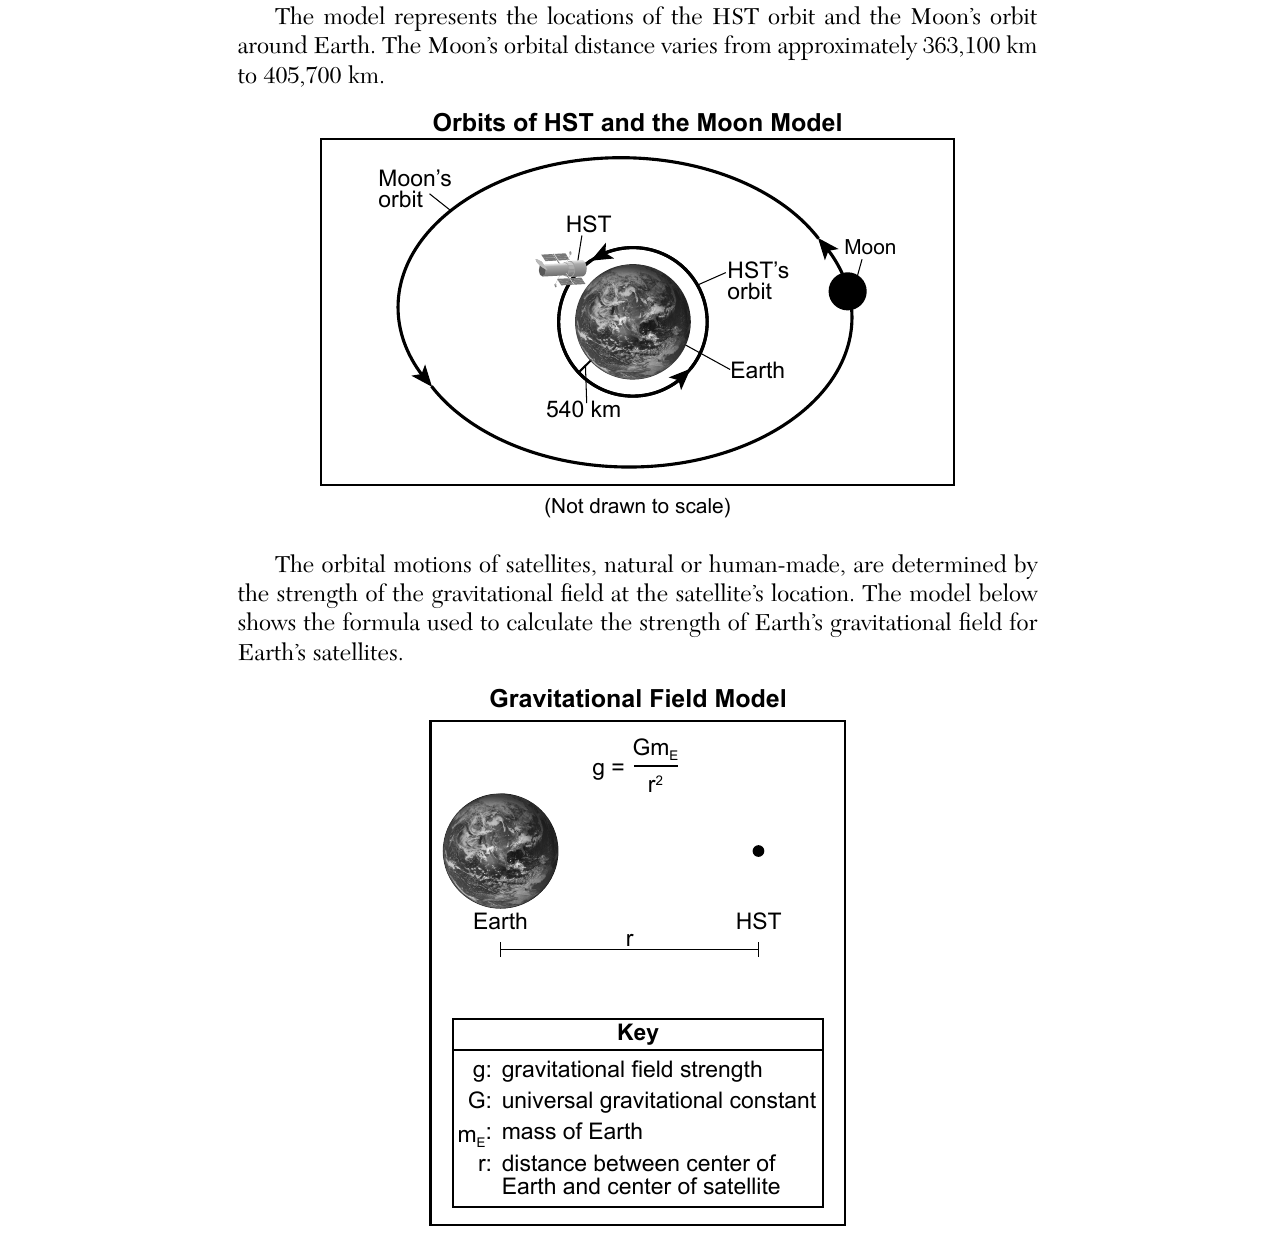 The model represents the locations of the HST orbit and the Moon’s orbit
around Earth. The Moon’s orbital distance varies from approximately 363,100 km
to 405,700 km.
Orbits of HST and the Moon Model
Moon’s
orbit
HST
Moon
HST’s
orbit
Earth
540 km
(Not drawn to scale)
The orbital motions of satellites, natural or human-made, are determined by
the strength of the gravitational field at the satellite’s location. The model below
shows the formula used to calculate the strength of Earth’s gravitational field for
Earth’s satellites.
Gravitational Field Model
g = Gm_E / r²
Earth
HST
r
Key
g: gravitational field strength
G: universal gravitational constant
m_E: mass of Earth
r: distance between center of
Earth and center of satellite